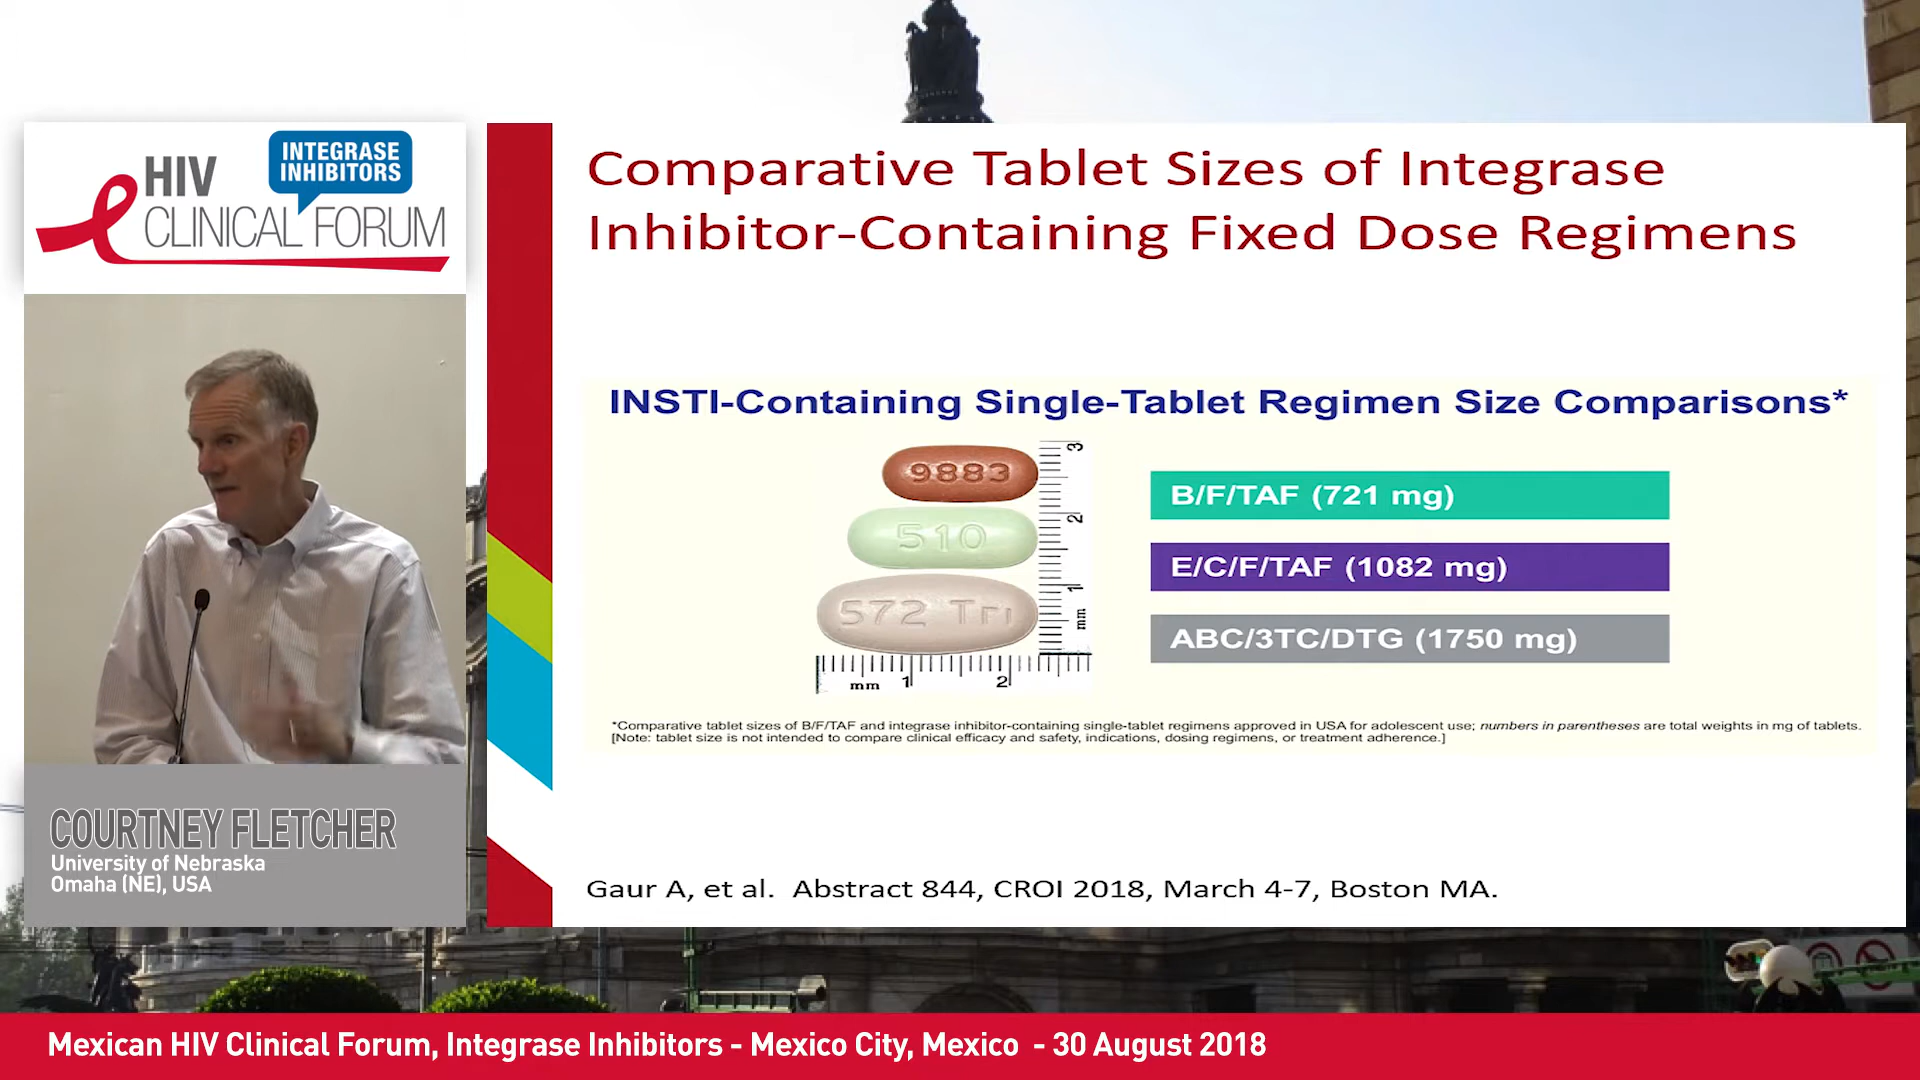 HIV
INTEGRASE
INHIBITORS
CLINICAL FORUM
COURTNEY FLETCHER
University of Nebraska
Omaha (NE), USA
Comparative Tablet Sizes of Integrase
Inhibitor-Containing Fixed Dose Regimens
INSTI-Containing Single-Tablet Regimen Size Comparisons*
9883
510
572 Tri
3
2
1
mm
mm 1 2
B/F/TAF (721 mg)
E/C/F/TAF (1082 mg)
ABC/3TC/DTG (1750 mg)
*Comparative tablet sizes of B/F/TAF and integrase inhibitor-containing single-tablet regimens approved in USA for adolescent use; numbers in parentheses are total weights in mg of tablets.
[Note: tablet size is not intended to compare clinical efficacy and safety, indications, dosing regimens, or treatment adherence.]
Gaur A, et al.  Abstract 844, CROI 2018, March 4-7, Boston MA.
Mexican HIV Clinical Forum, Integrase Inhibitors - Mexico City, Mexico  - 30 August 2018